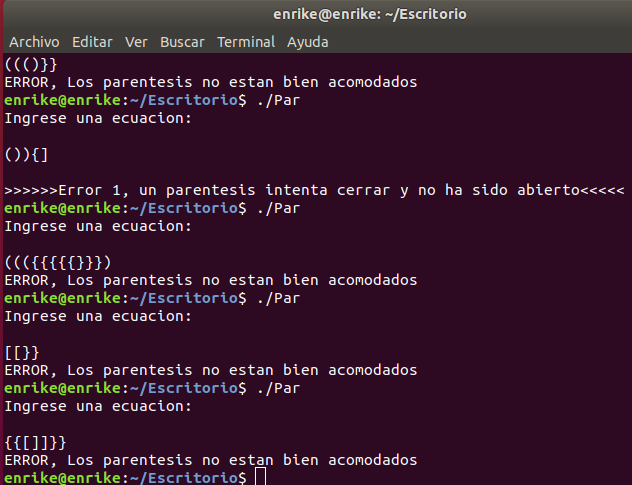 enrike@enrike: ~/Escritorio
Archivo Editar Ver Buscar Terminal Ayuda
((()}}
ERROR, Los parentesis no estan bien acomodados
enrike@enrike:~/Escritorio$ ./Par
Ingrese una ecuacion:
()){]
>>>>>>Error 1, un parentesis intenta cerrar y no ha sido abierto<<<<<
enrike@enrike:~/Escritorio$ ./Par
Ingrese una ecuacion:
((({{{{{}}})
ERROR, Los parentesis no estan bien acomodados
enrike@enrike:~/Escritorio$ ./Par
Ingrese una ecuacion:
[[}}
ERROR, Los parentesis no estan bien acomodados
enrike@enrike:~/Escritorio$ ./Par
Ingrese una ecuacion:
{{[]]}}
ERROR, Los parentesis no estan bien acomodados
enrike@enrike:~/Escritorio$